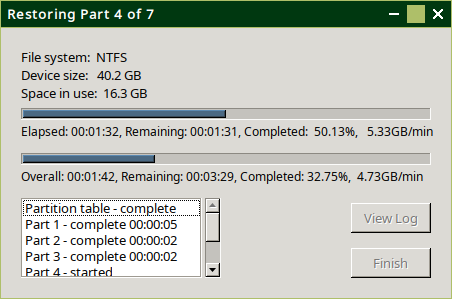 Restoring Part 4 of 7
File system: NTFS
Device size: 40.2 GB
Space in use: 16.3 GB
Elapsed: 00:01:32, Remaining: 00:01:31, Completed: 50.13%, 5.33GB/min
Overall: 00:01:42, Remaining: 00:03:29, Completed: 32.75%, 4.73GB/min
Partition table - complete
Part 1 - complete 00:00:05
Part 2 - complete 00:00:02
Part 3 - complete 00:00:02
Part 4 - started
View Log
Finish